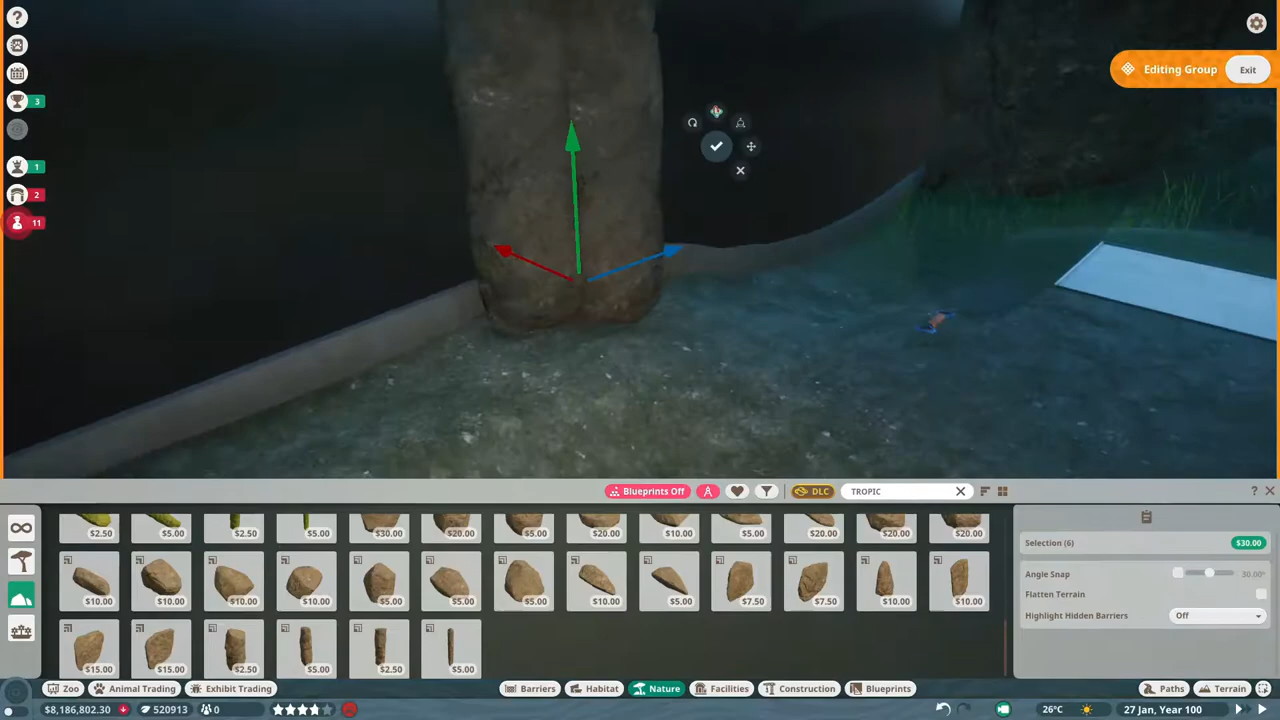 ?
Editing Group
Exit
3
1
2
11
Blueprints Off
DLC
TROPIC
?
$2.50
$5.00
$2.50
$5.00
$30.00
$20.00
$5.00
$20.00
$10.00
$5.00
$20.00
$20.00
$20.00
$10.00
$10.00
$10.00
$10.00
$5.00
$5.00
$5.00
$10.00
$5.00
$7.50
$7.50
$10.00
$10.00
$15.00
$15.00
$2.50
$5.00
$2.50
$5.00
Selection (6)
$30.00
Angle Snap
30.00°
Flatten Terrain
Highlight Hidden Barriers
Off
Zoo
Animal Trading
Exhibit Trading
Barriers
Habitat
Nature
Facilities
Construction
Blueprints
Paths
Terrain
$8,186,802.30
520913
0
26°C
27 Jan, Year 100